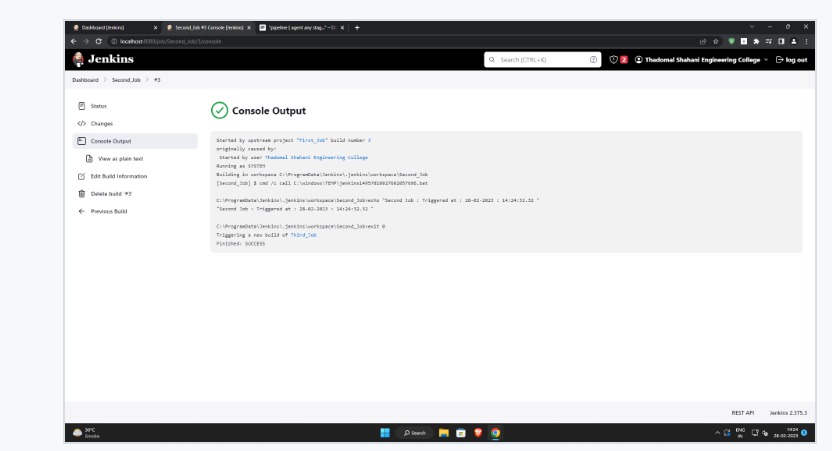 Dashboard [Jenkins]
Second_Job #3 Console [Jenkins]
"pipeline { agent any stag..."
localhost:8080/job/Second_Job/3/console
Jenkins
Search (CTRL+K)
2
Thadomal Shahani Engineering College
log out
Dashboard > Second_Job > #3
Status
Changes
Console Output
View as plain text
Edit Build Information
Delete build '#3'
Previous Build
Console Output
Started by upstream project "First_Job" build number 3
originally caused by:
Started by user Thadomal Shahani Engineering College
Running as SYSTEM
Building in workspace C:\ProgramData\Jenkins\.jenkins\workspace\Second_Job
[Second_Job] $ cmd /c call C:\windows\TEMP\
C:\ProgramData\Jenkins\.jenkins\workspace\Second_Job>echo "Second Job : Triggered at : 28-02-2023 : 14:24:32.32 "
"Second Job : Triggered at : 28-02-2023 : 14:24:32.32 "
C:\ProgramData\Jenkins\.jenkins\workspace\Second_Job>exit 0
Triggering a new build of Third_Job
Finished: SUCCESS
REST API
Jenkins 2.375.3
30°C
Smoke
Search
ENG
IN
14:24
28-02-2023